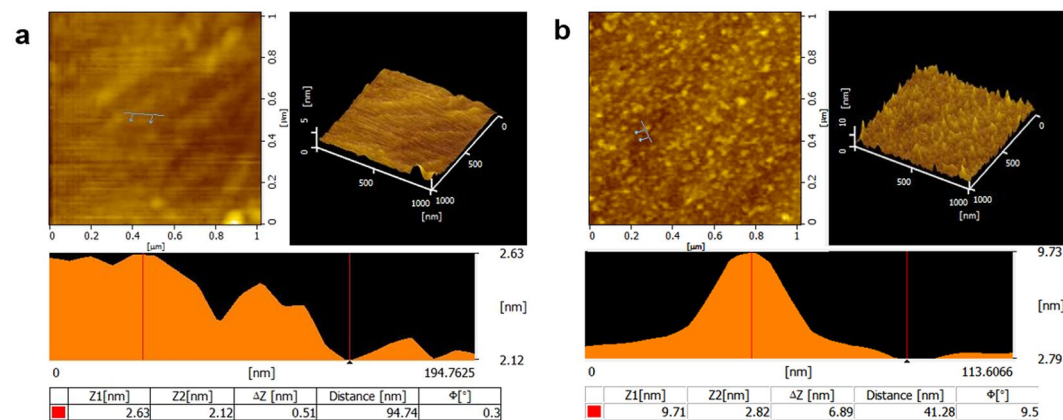 a
1
0.8
0.6
0.4
0.2
0
[µm]
0 0.2 0.4 0.6 0.8 1
[µm]
[nm]
5
0
0
500
500
1000 1000
[nm]
2.63
[nm]
2.12
0 [nm] 194.7625
Z1[nm] Z2[nm] ΔZ [nm] Distance [nm] Φ[°]
2.63 2.12 0.51 94.74 0.3
b
1
0.8
0.6
0.4
0.2
0
[µm]
0 0.2 0.4 0.6 0.8 1
[µm]
[nm]
10
0
0
500
500
1000 1000
[nm]
9.73
[nm]
2.79
0 [nm] 113.6066
Z1[nm] Z2[nm] ΔZ [nm] Distance [nm] Φ[°]
9.71 2.82 6.89 41.28 9.5